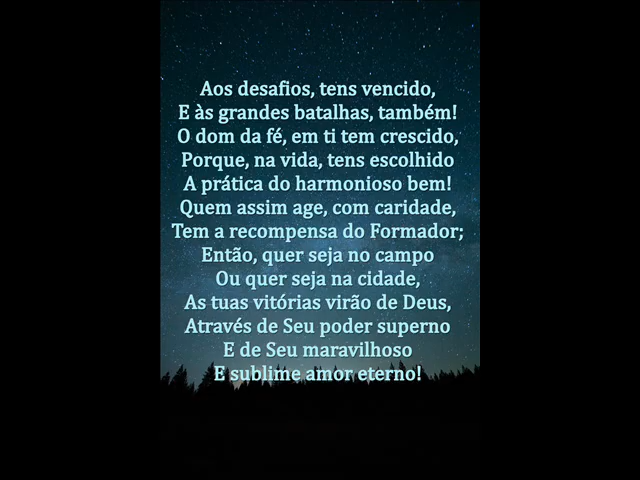 Aos desafios, tens vencido,
E às grandes batalhas, também!
O dom da fé, em ti tem crescido,
Porque, na vida, tens escolhido
A prática do harmonioso bem!
Quem assim age, com caridade,
Tem a recompensa do Formador;
Então, quer seja no campo
Ou quer seja na cidade,
As tuas vitórias virão de Deus,
Através de Seu poder superno
E de Seu maravilhoso
E sublime amor eterno!